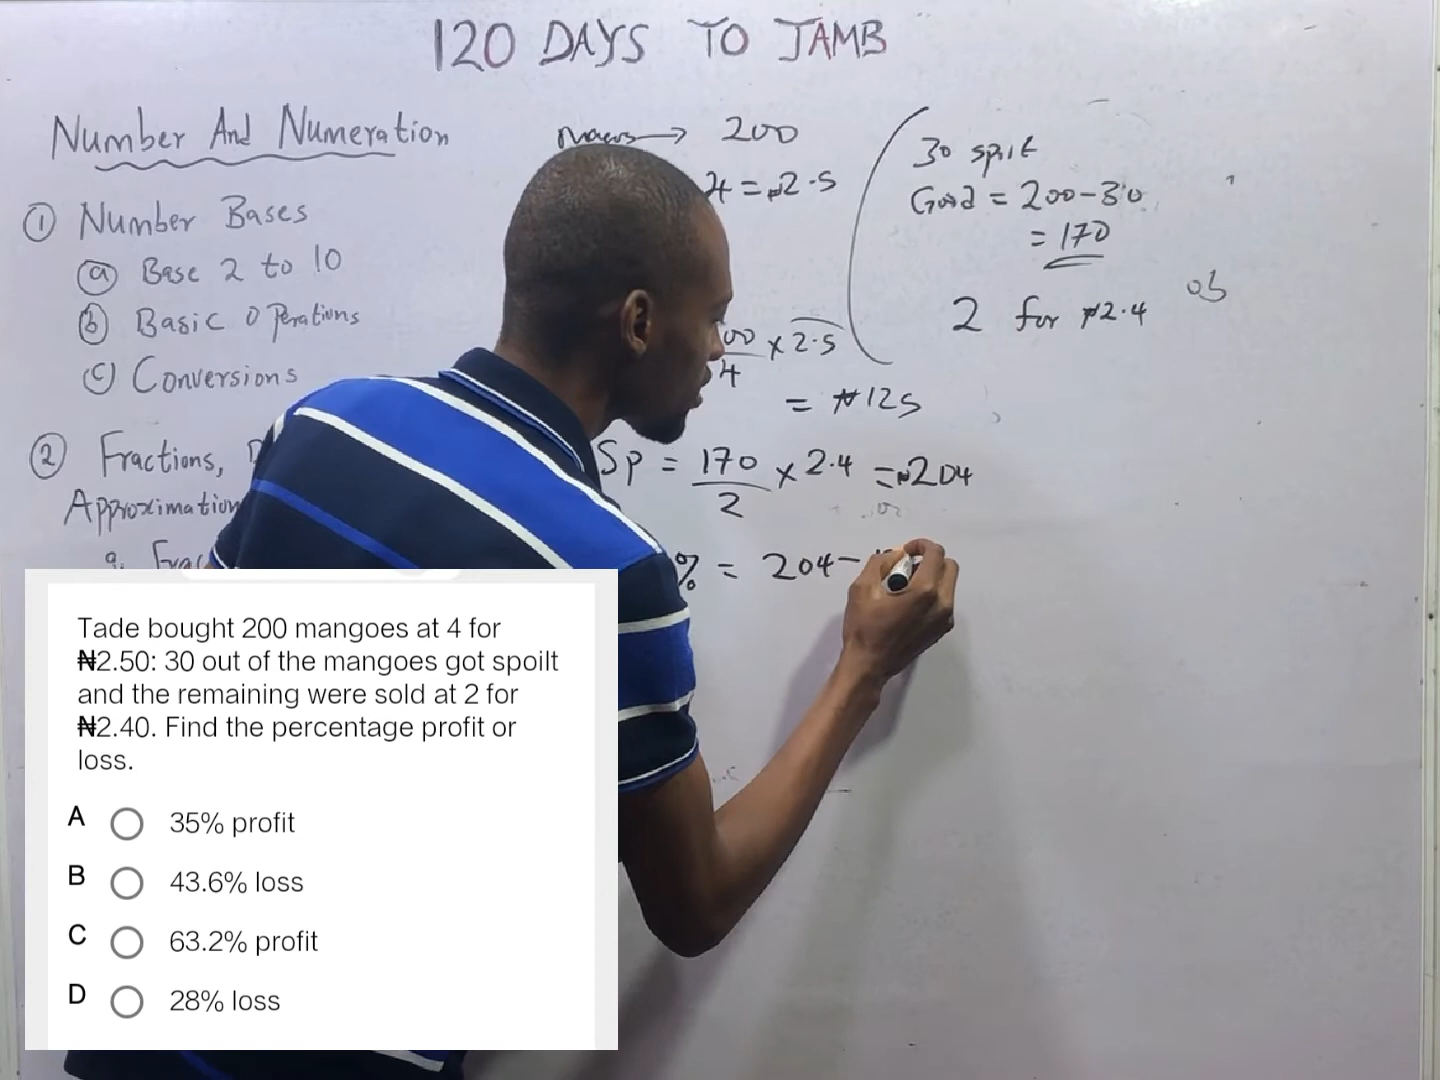 120 DAYS TO JAMB
Number And Numeration
① Number Bases
ⓐ Base 2 to 10
ⓑ Basic Operations
ⓒ Conversions
② Fractions,
Approximation
a. Frac
200
4 = ₦2.5
00/4 × 2.5
= ₦125
SP = 170/2 × 2.4 = ₦204
% = 204 –
30 spilt
Good = 200 – 30
= 170
2 for ₦2.4
Tade bought 200 mangoes at 4 for
₦2.50: 30 out of the mangoes got spoilt
and the remaining were sold at 2 for
₦2.40. Find the percentage profit or
loss.
A 35% profit
B 43.6% loss
C 63.2% profit
D 28% loss